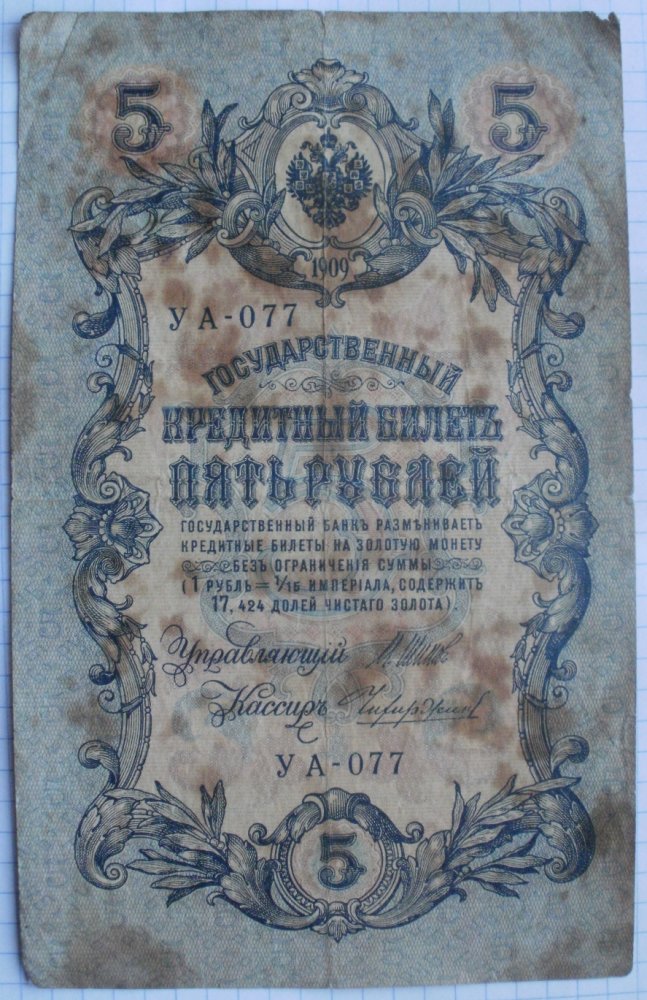 5 5
1909
УА-077
ГОСУДАРСТВЕННЫЙ
КРЕДИТНЫЙ БИЛЕТЪ
ПЯТЬ РУБЛЕЙ
ГОСУДАРСТВЕННЫЙ БАНКЪ РАЗМѢНИВАЕТЪ
КРЕДИТНЫЕ БИЛЕТЫ НА ЗОЛОТУЮ МОНЕТУ
БЕЗЪ ОГРАНИЧЕНІЯ СУММЫ
(1 РУБЛЬ = 1/15 ИМПЕРІАЛА, СОДЕРЖИТЪ
17,424 ДОЛЕЙ ЧИСТАГО ЗОЛОТА).
Управляющій
Кассиръ
УА-077
5